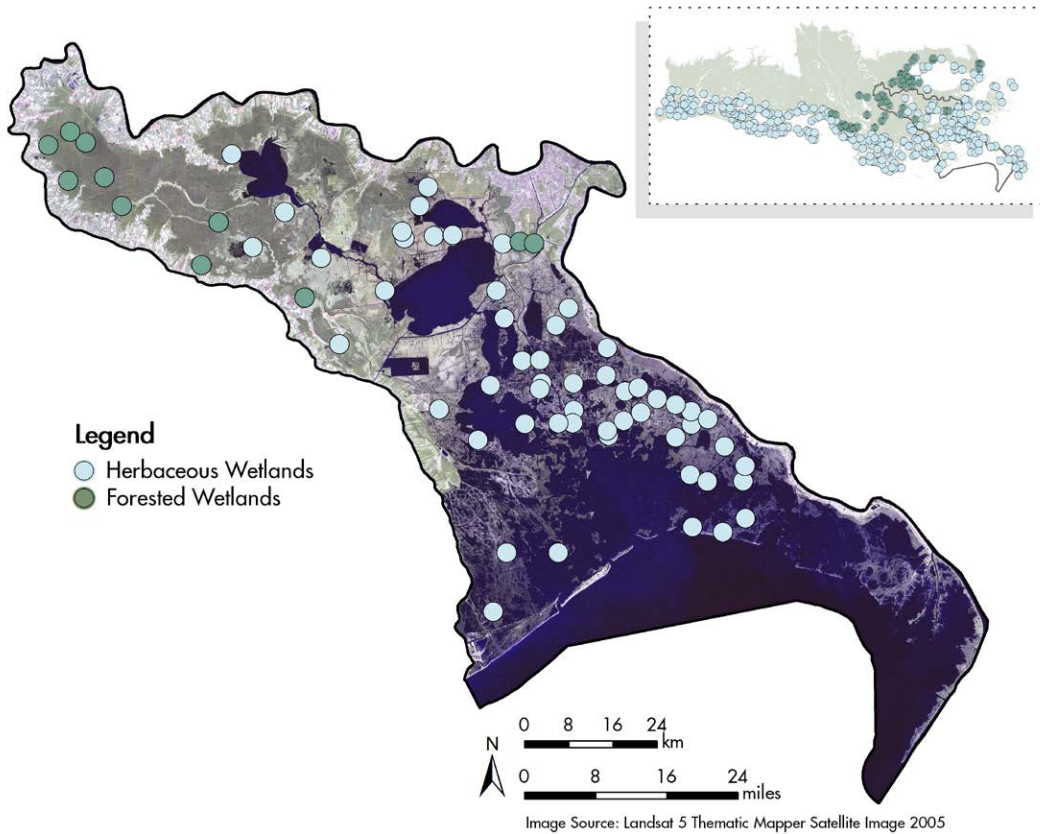 Legend
Herbaceous Wetlands
Forested Wetlands
N
0 8 16 24
km
0 8 16 24
miles
Image Source: Landsat 5 Thematic Mapper Satellite Image 2005